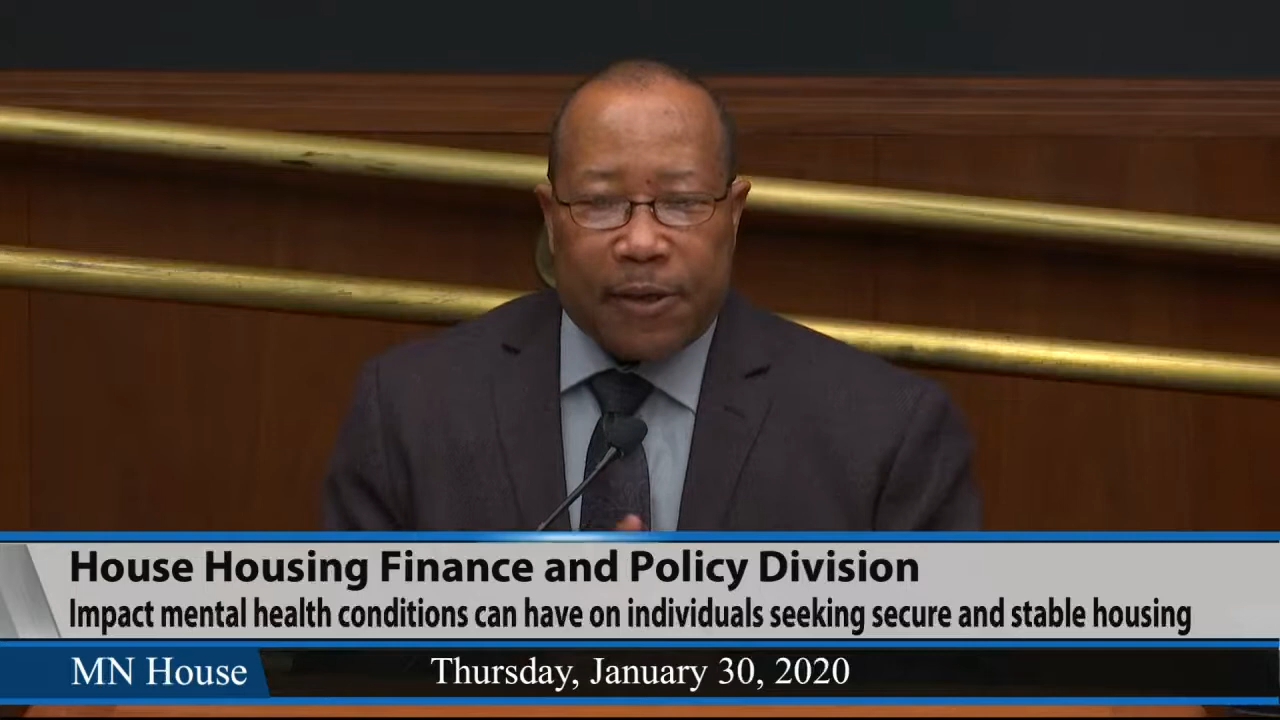 House Housing Finance and Policy Division
Impact mental health conditions can have on individuals seeking secure and stable housing
MN House
Thursday, January 30, 2020